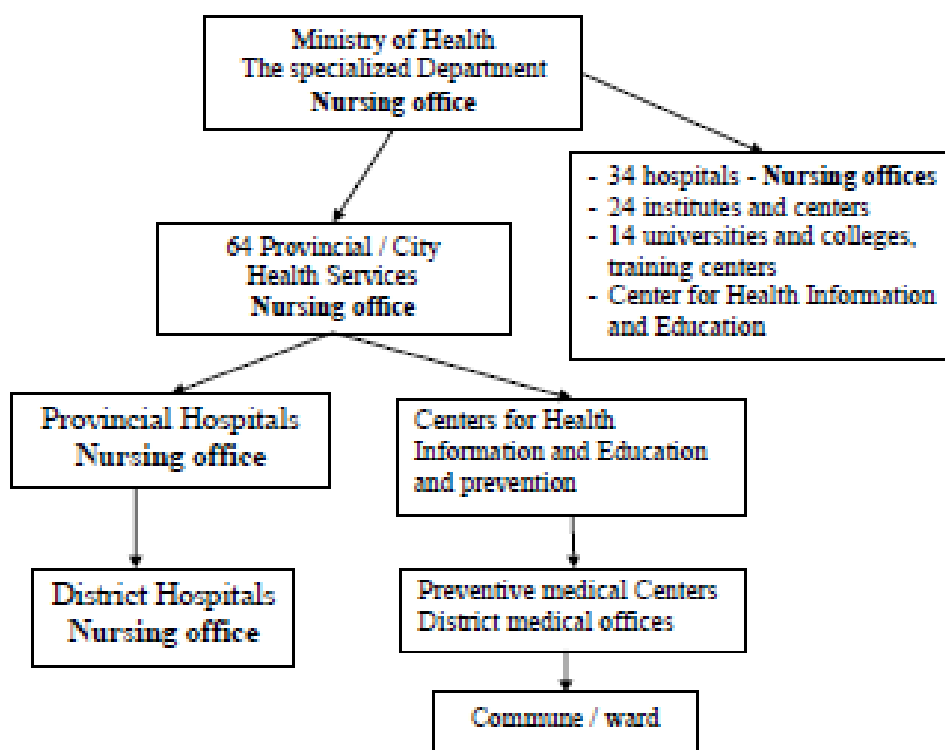 Ministry of Health
The specialized Department
Nursing office
- 34 hospitals - Nursing offices
- 24 institutes and centers
- 14 universities and colleges,
training centers
- Center for Health Information
and Education
64 Provincial / City
Health Services
Nursing office
Provincial Hospitals
Nursing office
Centers for Health
Information and Education
and prevention
District Hospitals
Nursing office
Preventive medical Centers
District medical offices
Commune / ward